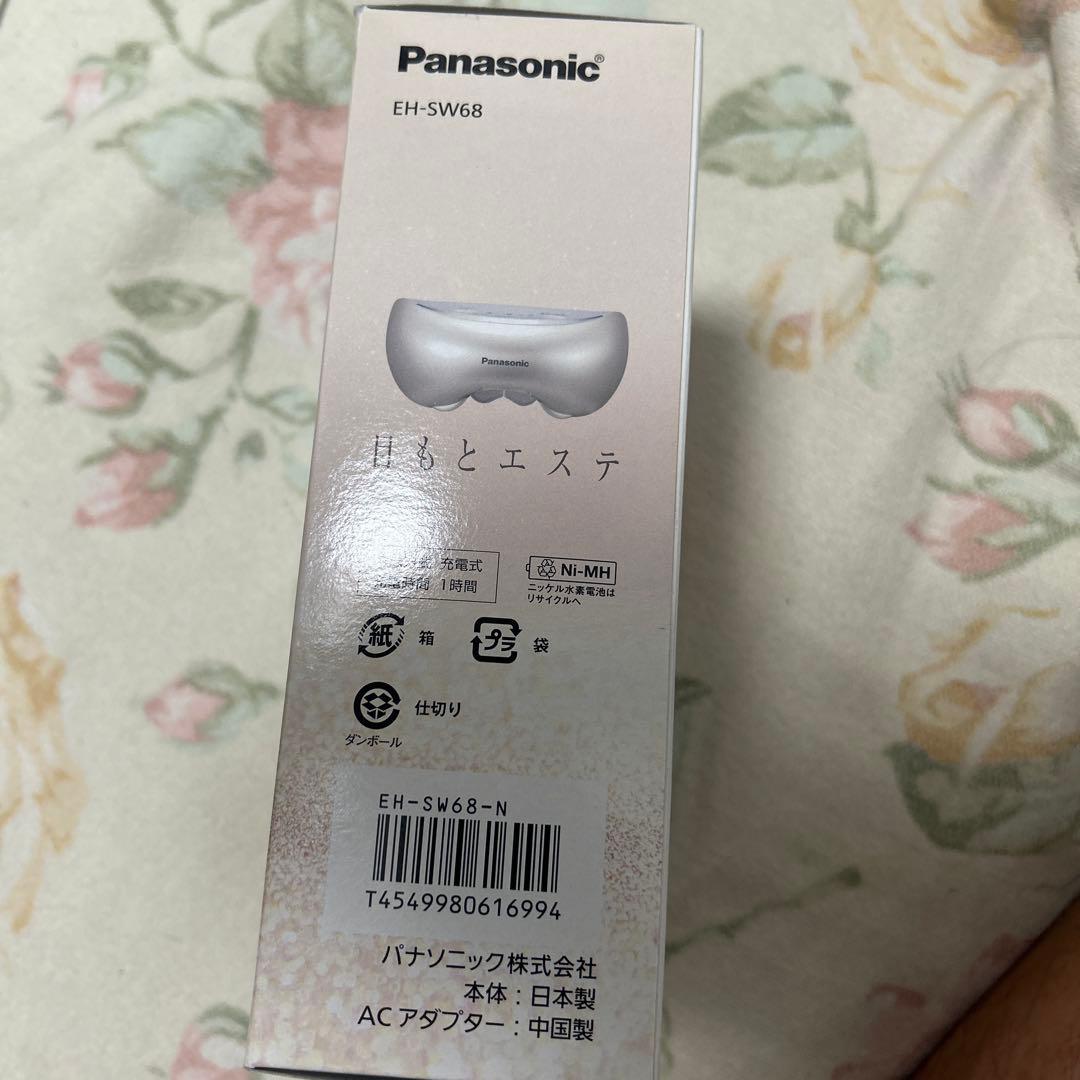 Panasonic®
EH-SW68
Panasonic
目もとエステ
充電式
時間 1時間
Ni-MH
ニッケル水素電池は
リサイクルへ
紙 箱
プラ 袋
仕切り
ダンボール
EH-SW68-N
T4549980616994
パナソニック株式会社
本体：日本製
ACアダプター：中国製